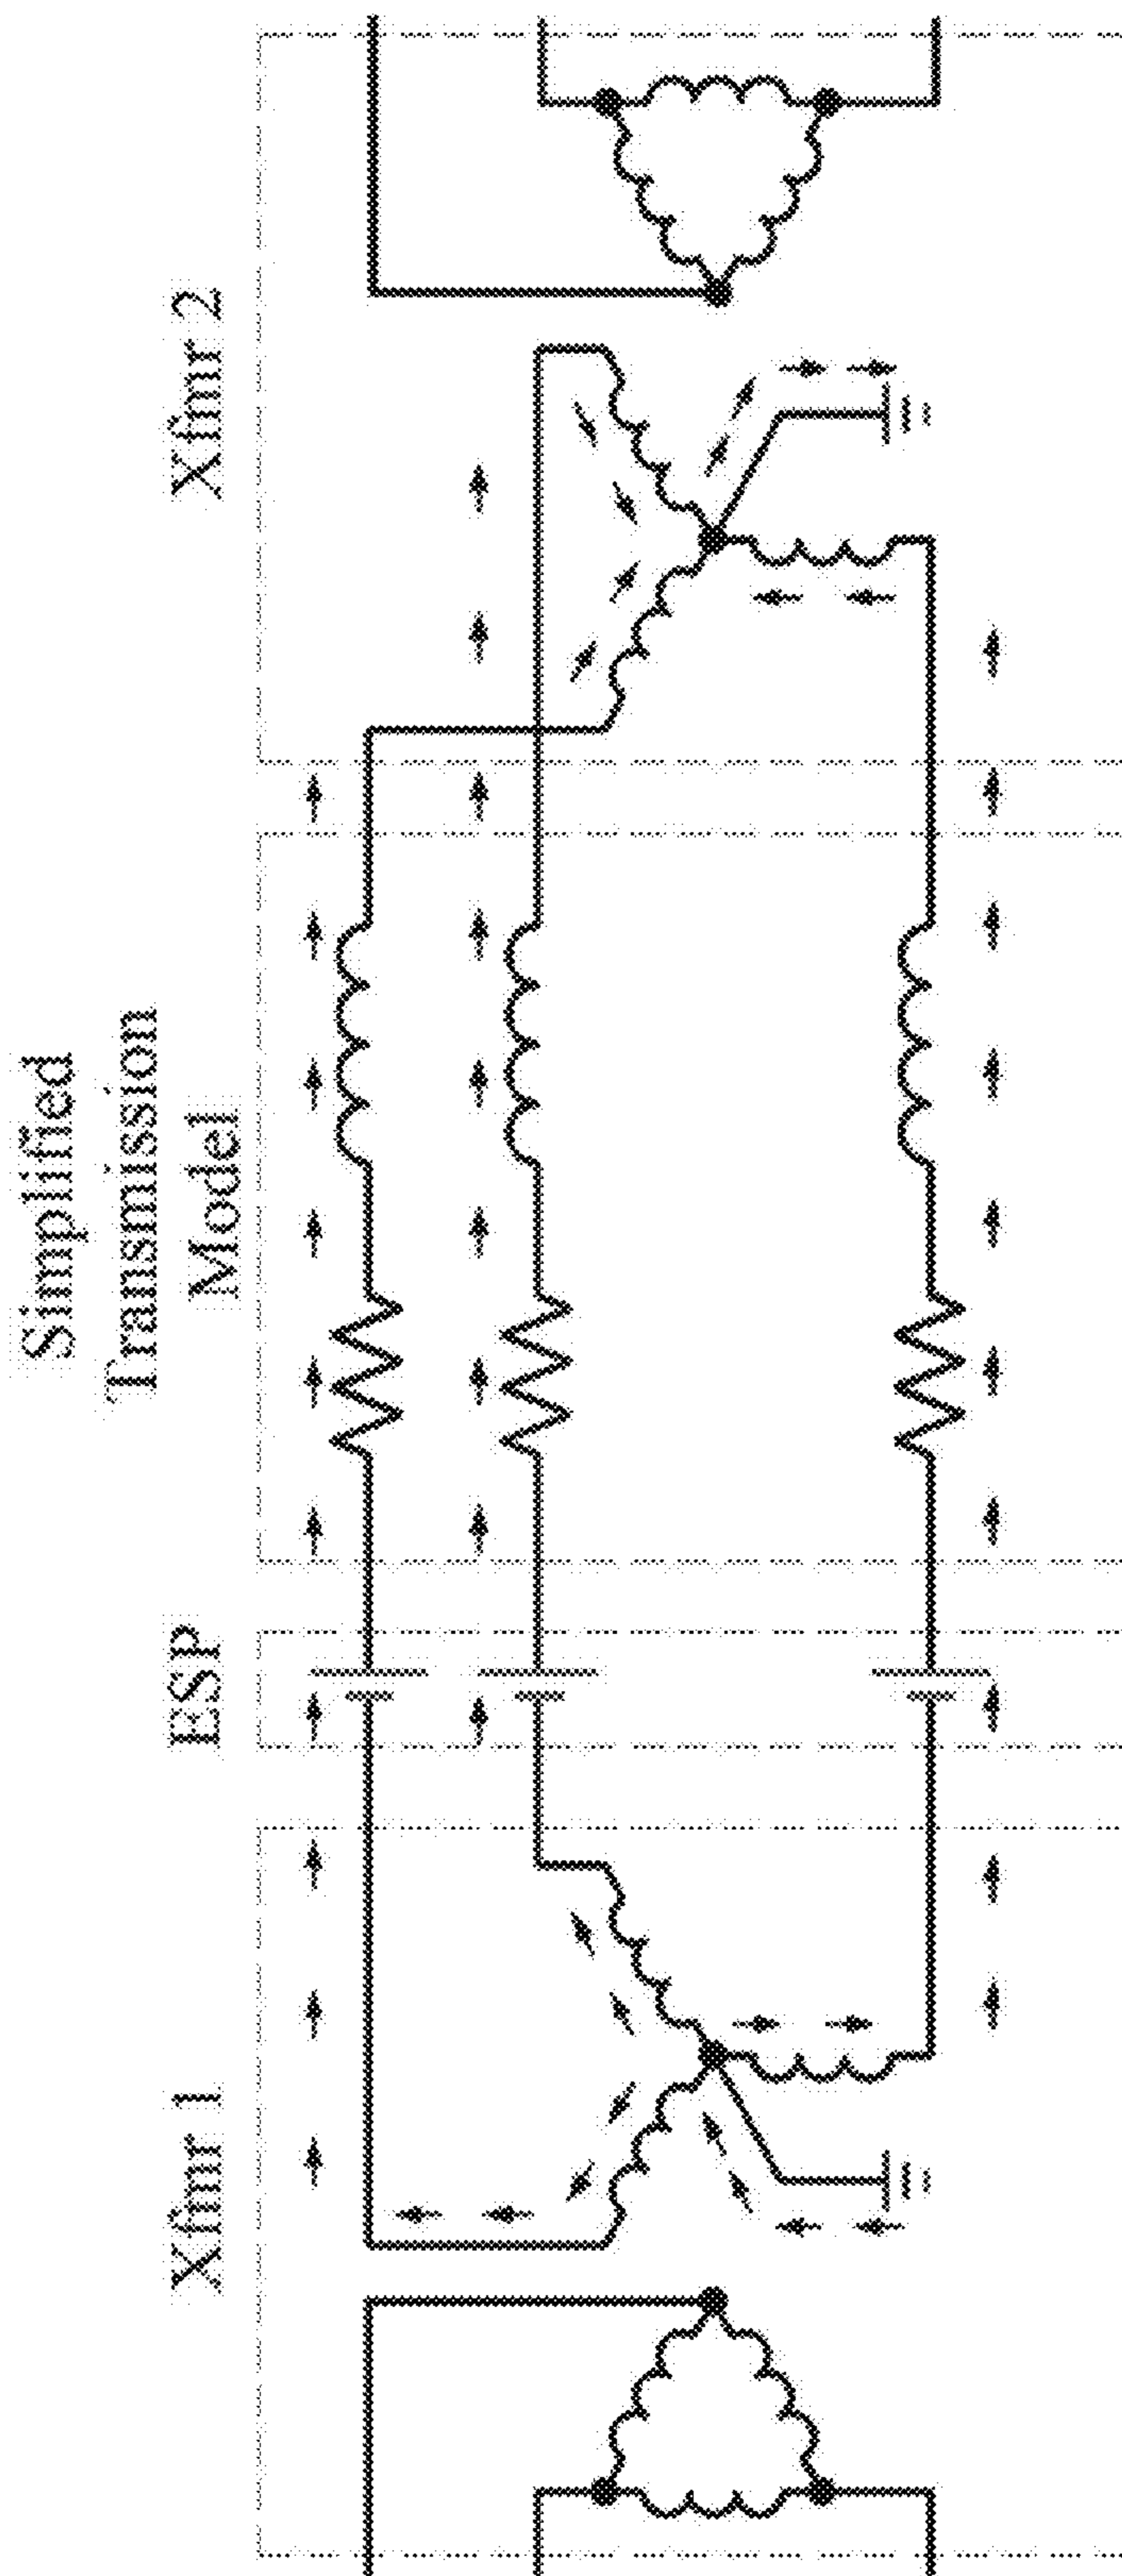 Xfmr 1
ESP
Simplified
Transmission
Model
Xfmr 2